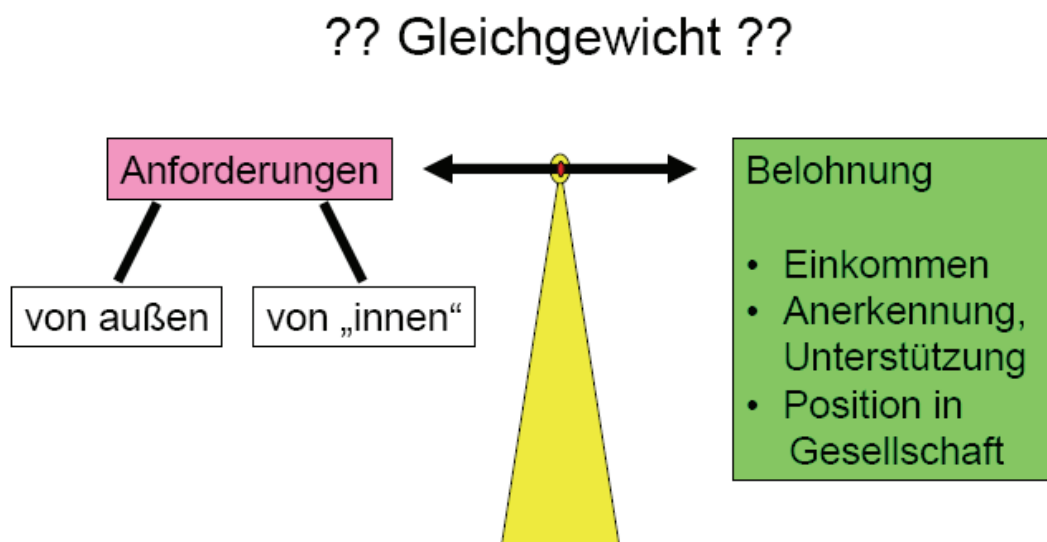 ?? Gleichgewicht ??
Anforderungen
von außen
von „innen“
Belohnung
• Einkommen
• Anerkennung,
Unterstützung
• Position in
Gesellschaft